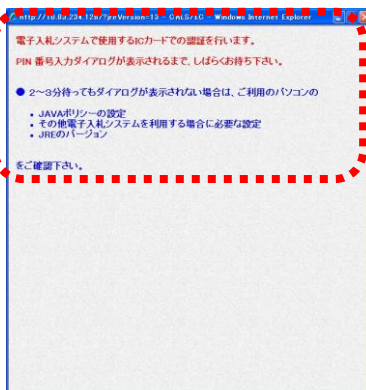 Windows Internet Explorer
電子入札システムで使用するICカードでの認証を行います。
PIN 番号入力ダイアログが表示されるまで、しばらくお待ち下さい。
● 2～3分待ってもダイアログが表示されない場合は、ご利用のパソコンの
• JAVAポリシーの設定
• その他電子入札システムを利用する場合に必要な設定
• JREのバージョン
をご確認下さい。